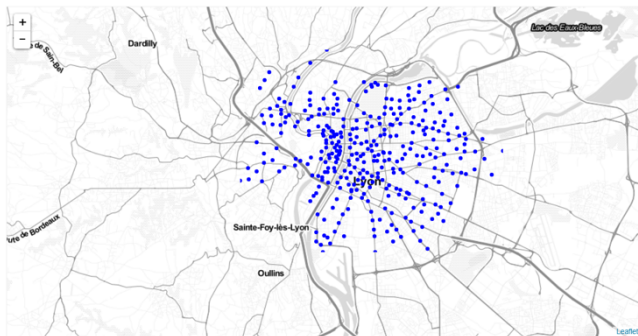 +
−
Lac des Eaux Bleues
Dardilly
Route de Bordeaux
Lyon
Sainte-Foy-lès-Lyon
Oullins
Leaflet